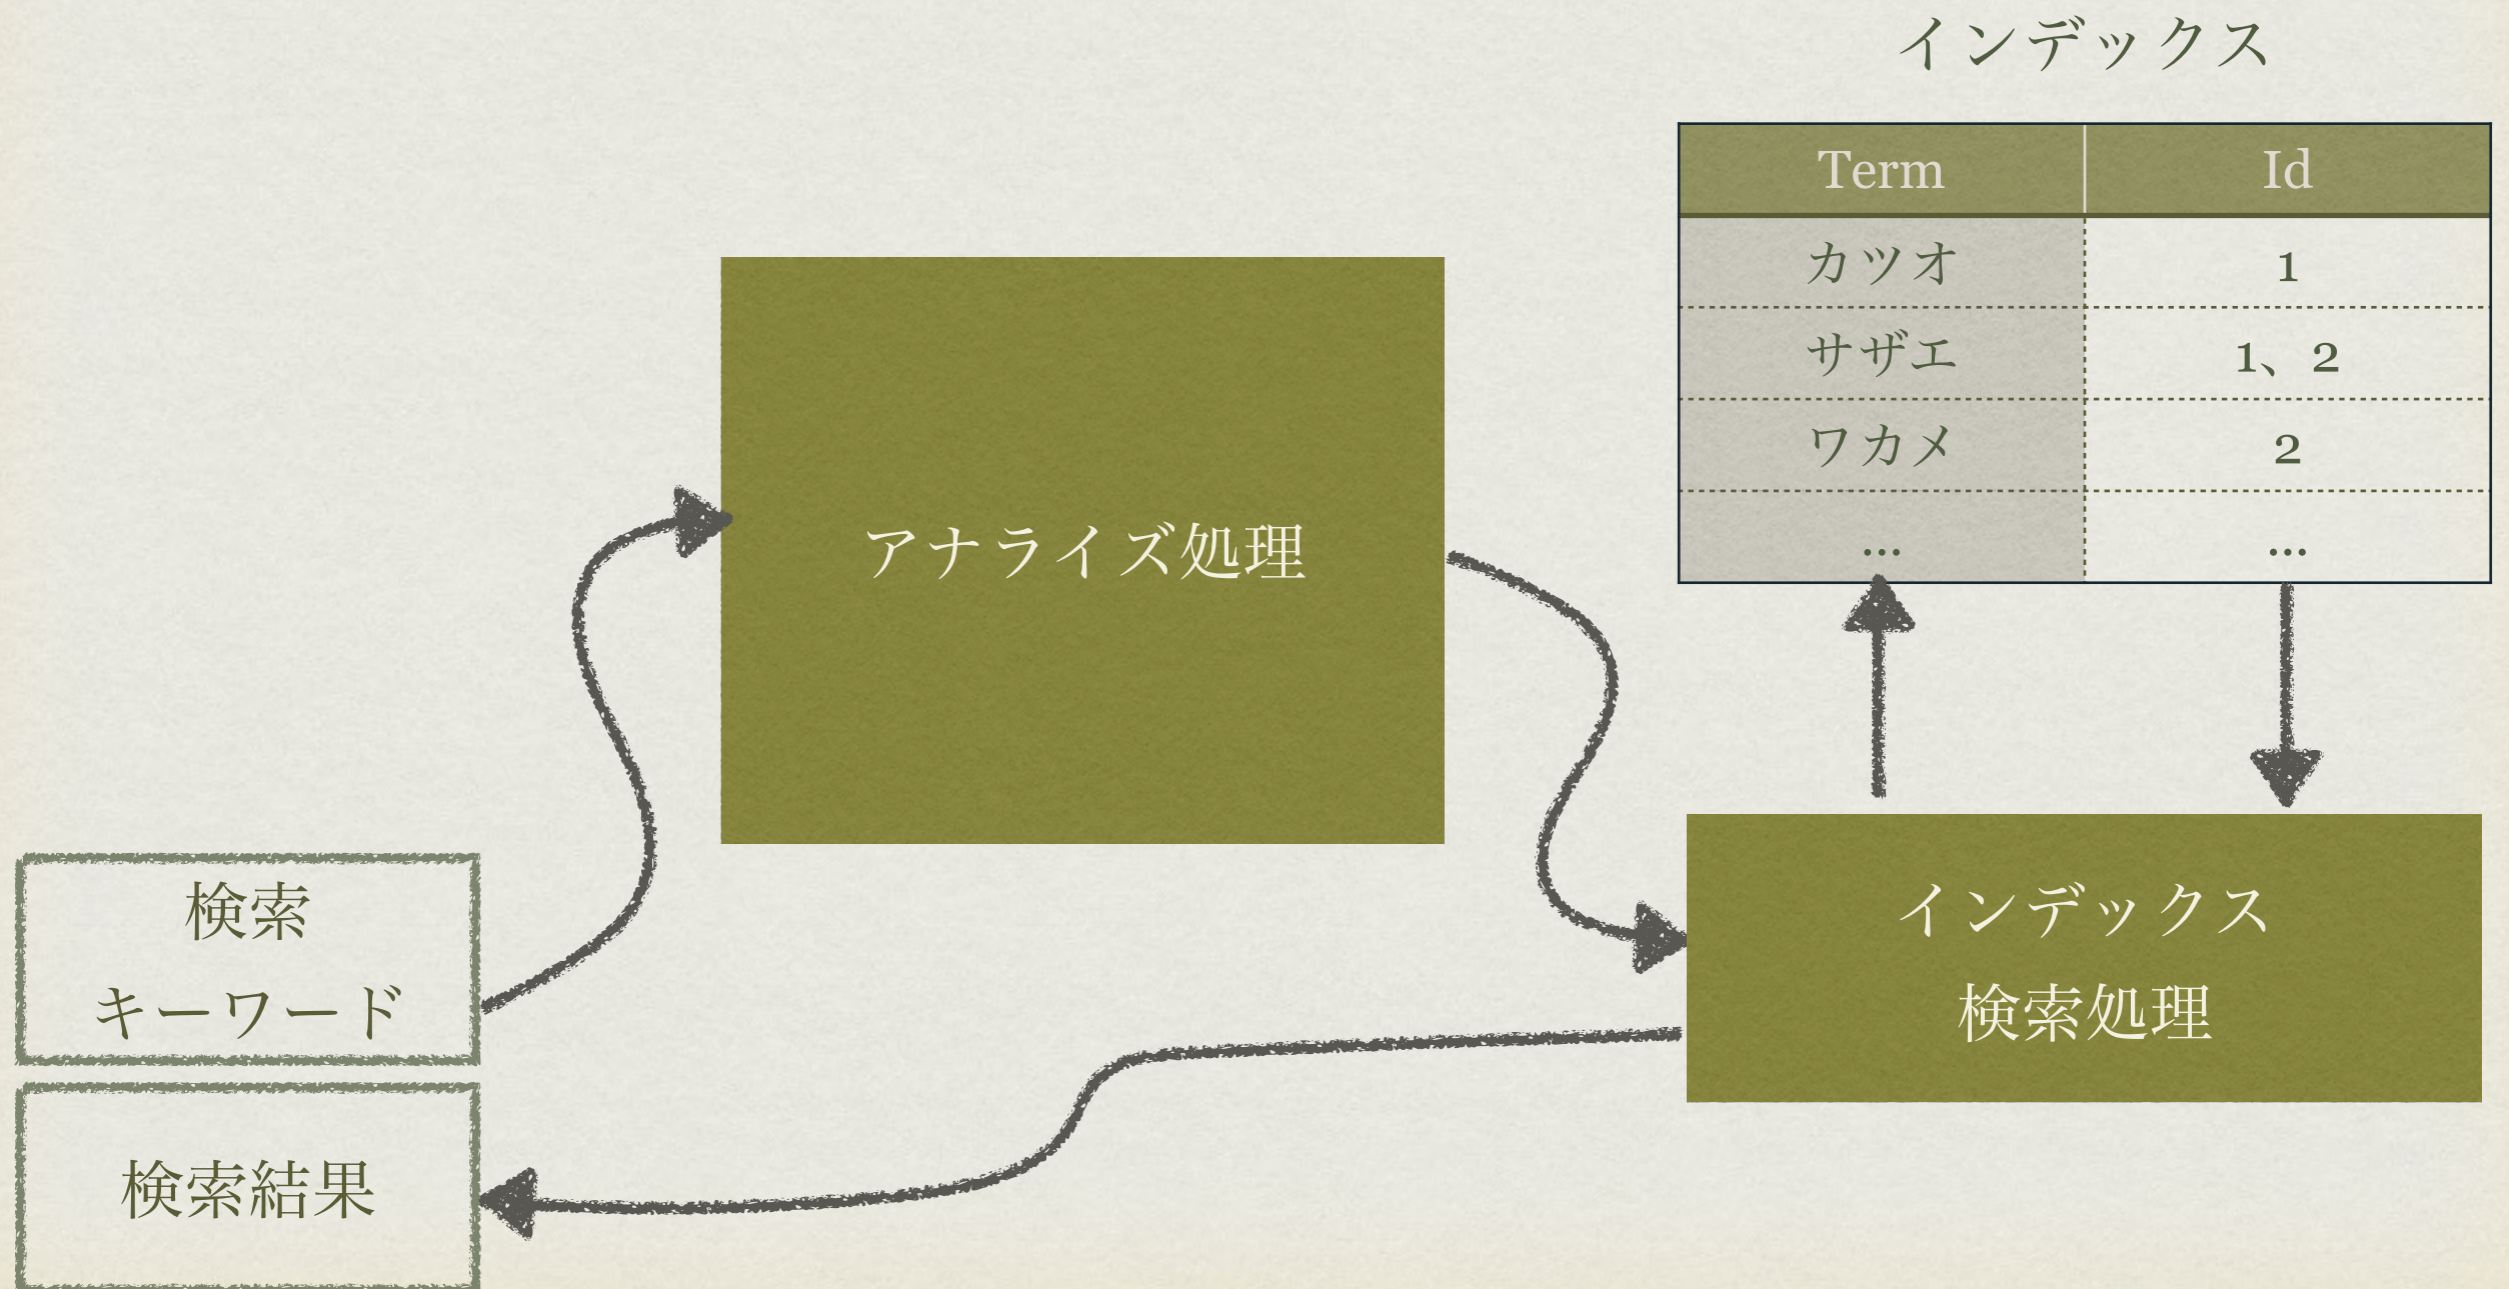 インデックス
Term Id
カツオ 1
サザエ 1、2
ワカメ 2
... ...
アナライズ処理
検索
キーワード
インデックス
検索処理
検索結果